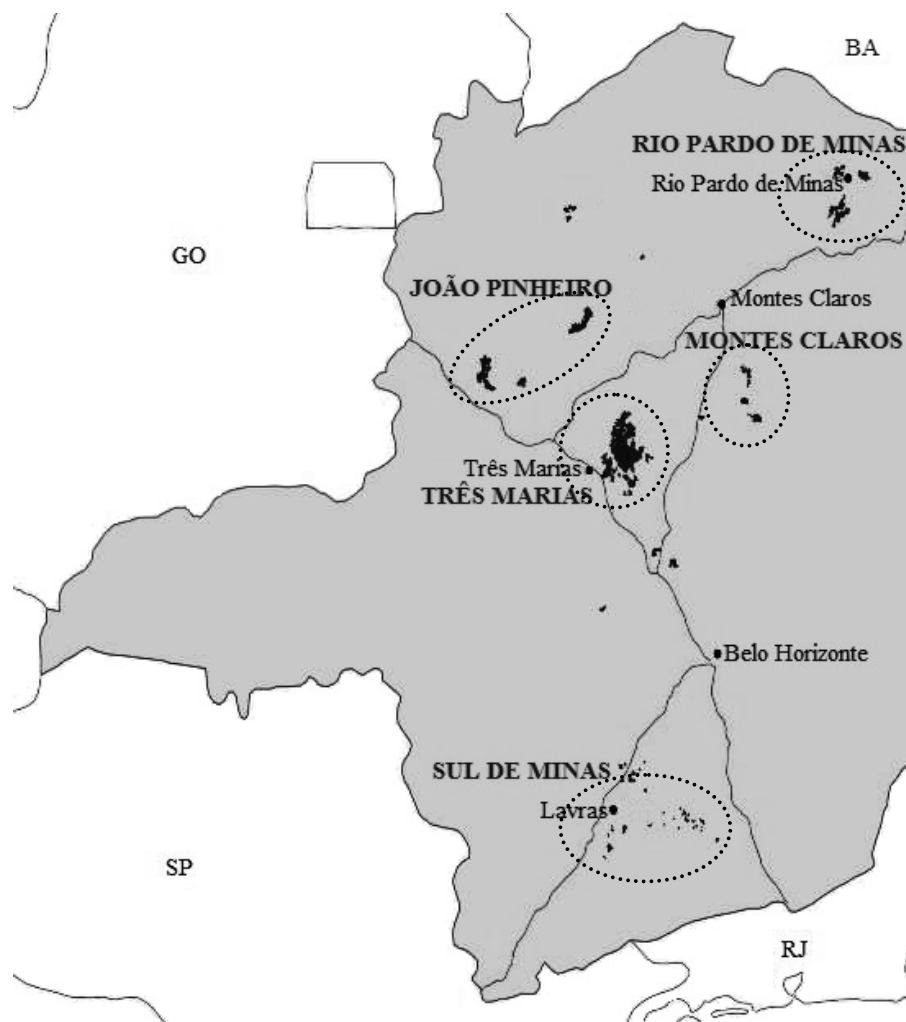 BA
RIO PARDO DE MINAS
Rio Pardo de Minas
GO
JOÃO PINHEIRO
Montes Claros
MONTES CLAROS
Três Marias
TRÊS MARIAS
Belo Horizonte
SUL DE MINAS
Lavras
SP
RJ